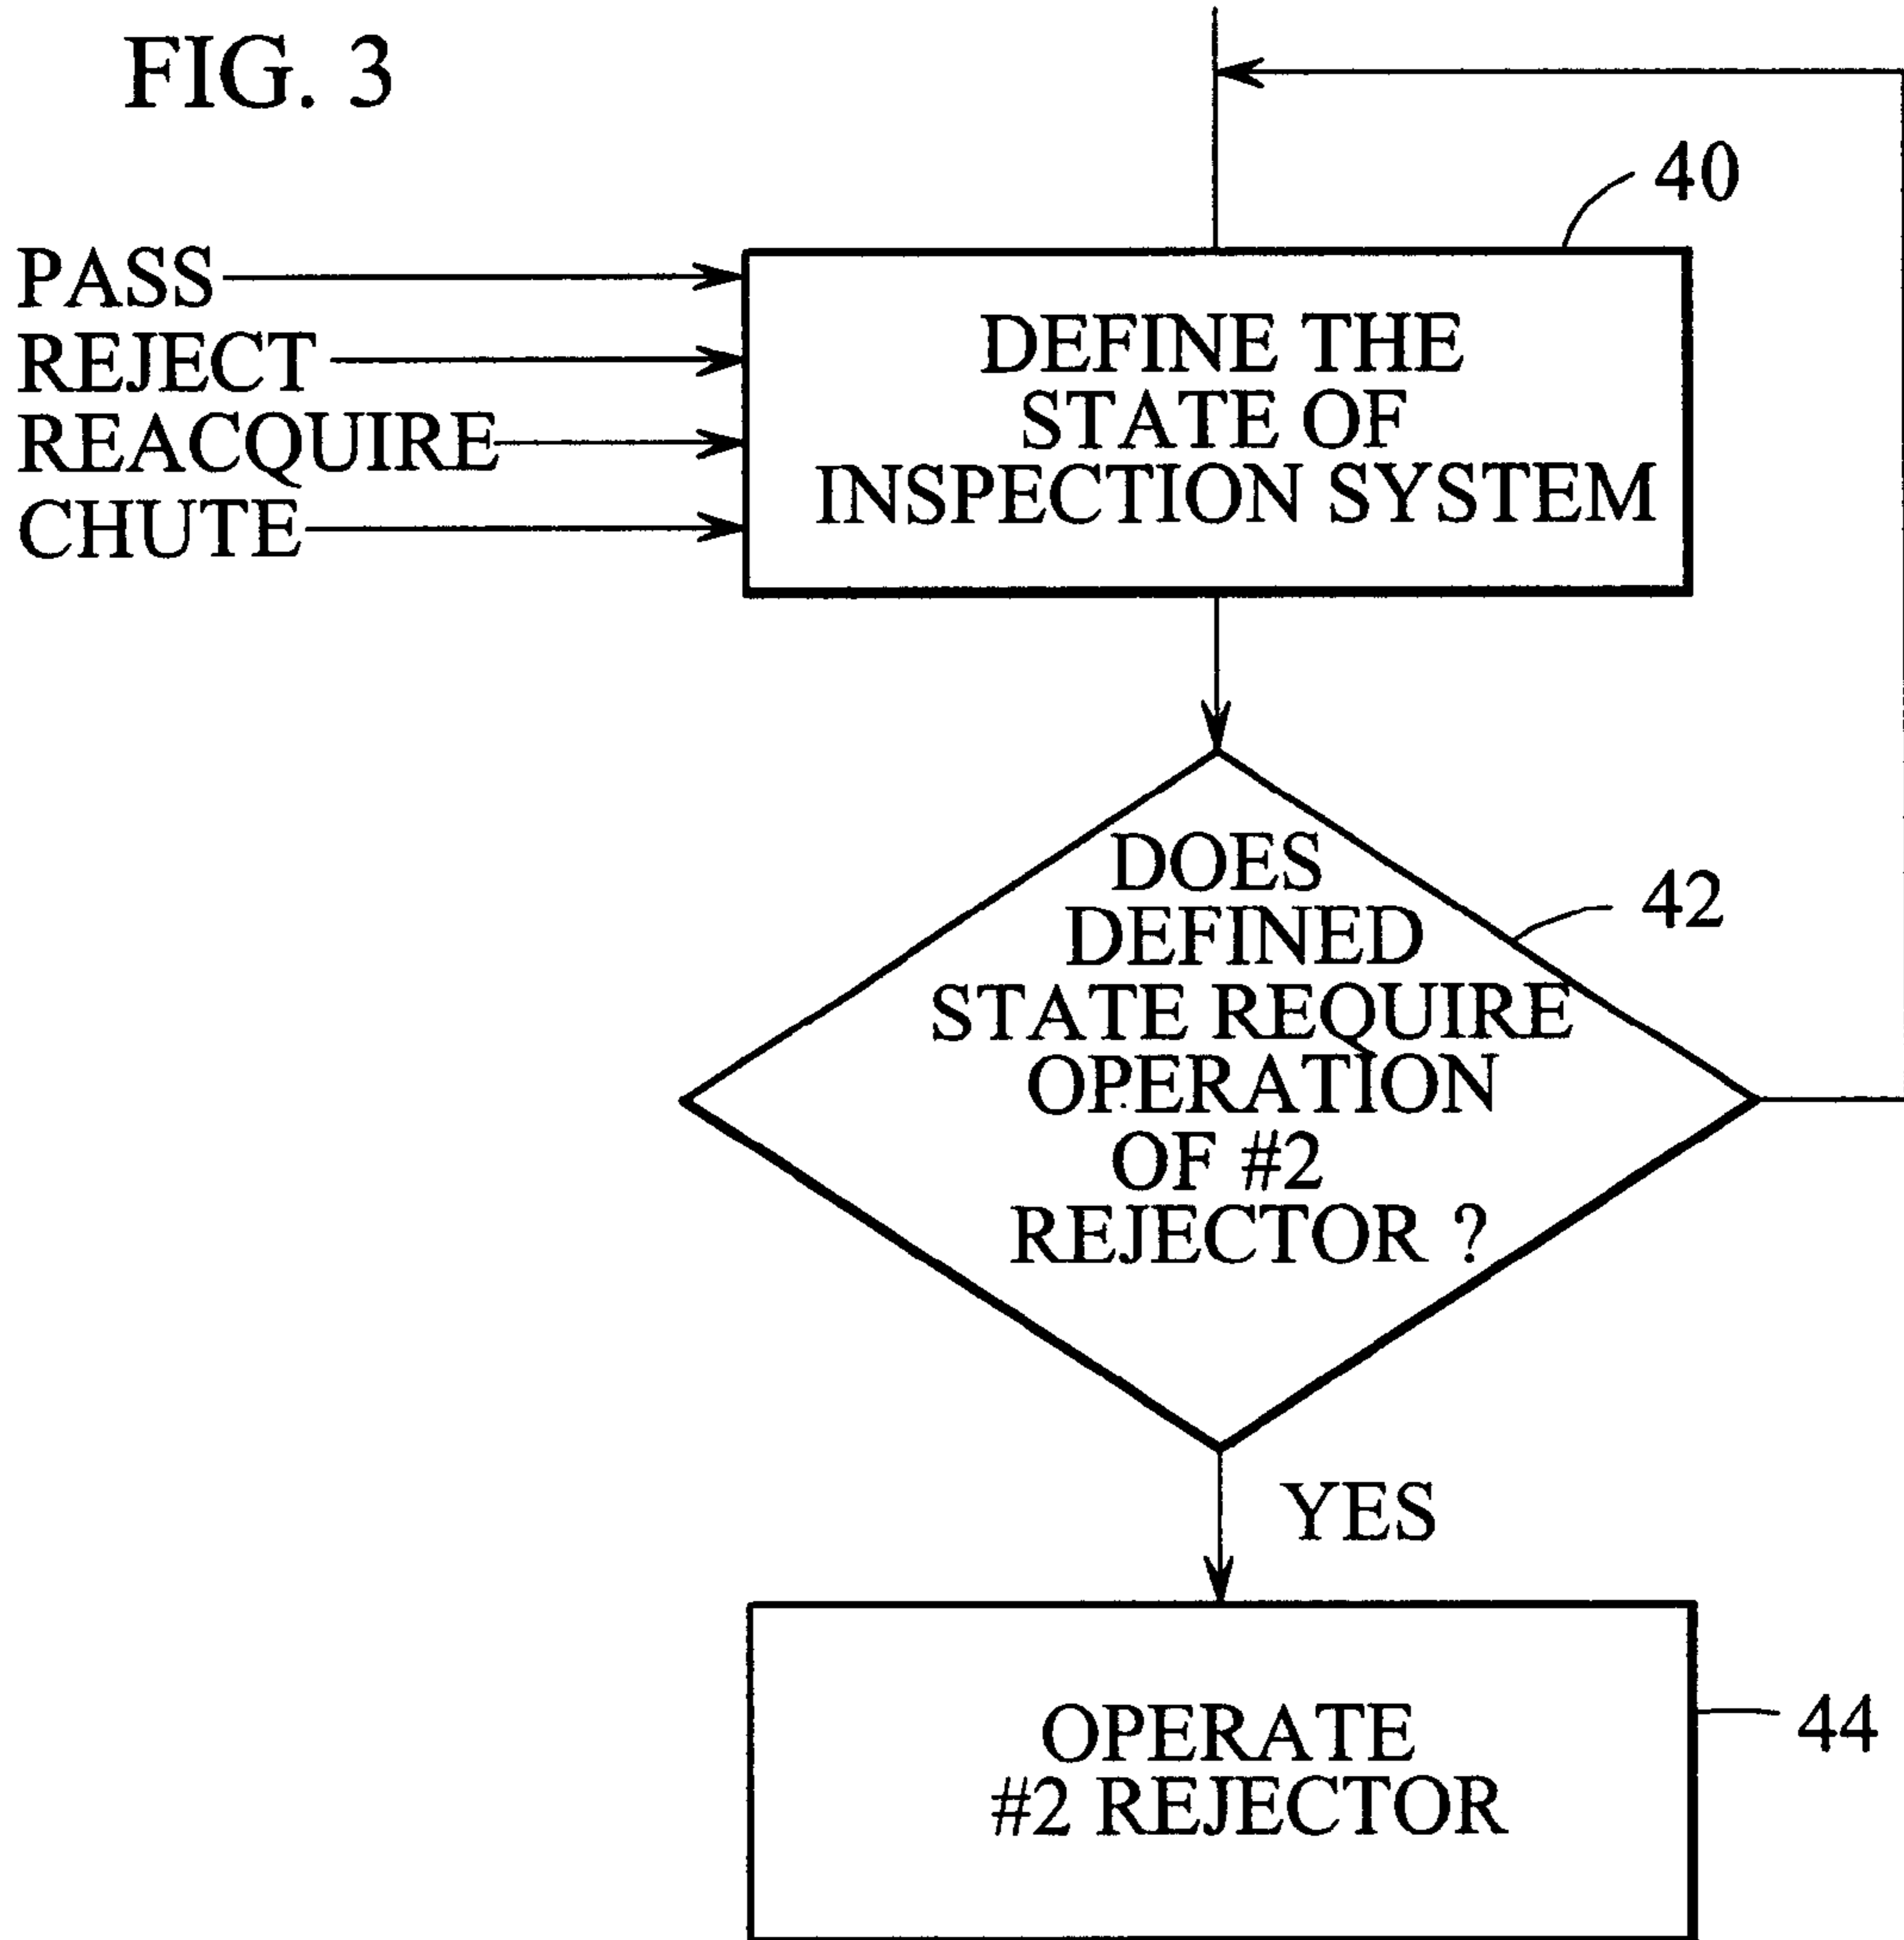 FIG. 3
40
PASS
REJECT
REACQUIRE
CHUTE
DEFINE THE
STATE OF
INSPECTION SYSTEM
DOES
DEFINED
STATE REQUIRE
OPERATION
OF #2
REJECTOR ?
42
YES
OPERATE
#2 REJECTOR
44